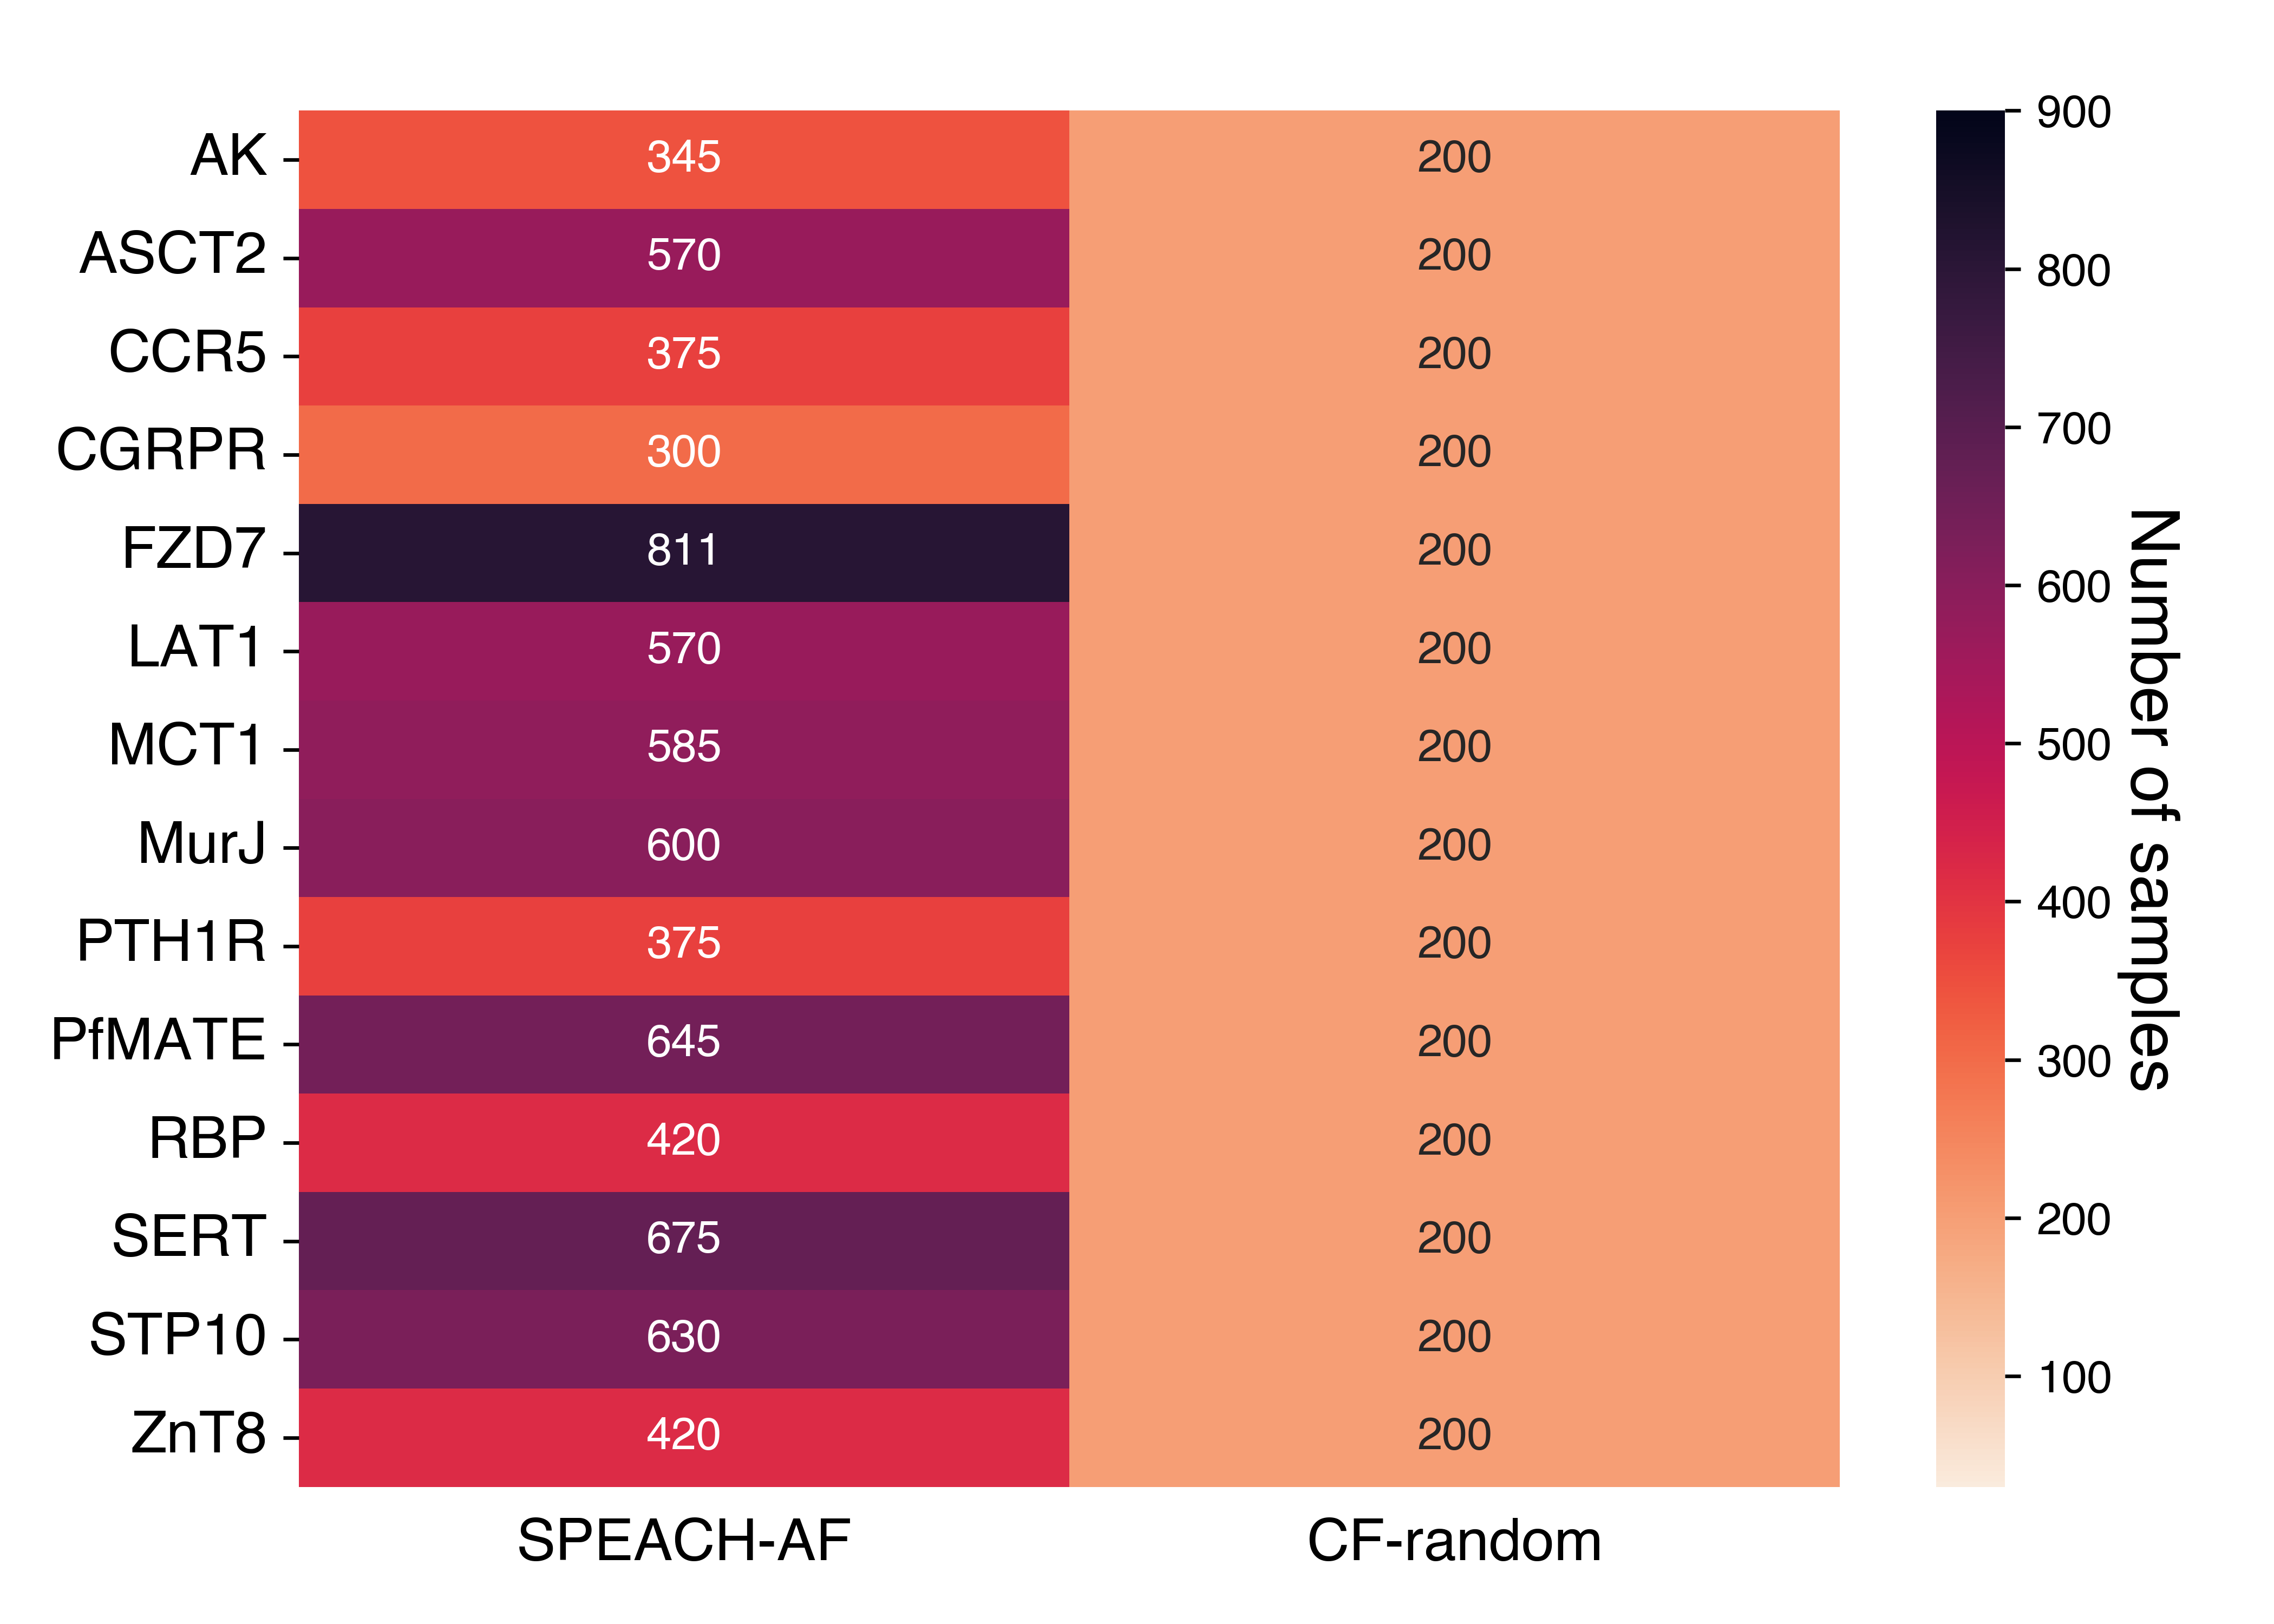 AK 345 200
ASCT2 570 200
CCR5 375 200
CGRPR 300 200
FZD7 811 200
LAT1 570 200
MCT1 585 200
MurJ 600 200
PTH1R 375 200
PfMATE 645 200
RBP 420 200
SERT 675 200
STP10 630 200
ZnT8 420 200
SPEACH-AF CF-random
900
800
700
600
500
400
300
200
100
Number of samples